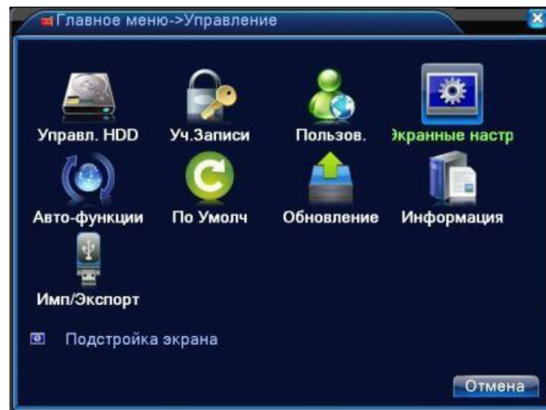 Главное меню->Управление
Управл. HDD Уч.Записи Пользов. Экранные настр
Авто-функции По Умолч Обновление Информация
Имп/Экспорт
Подстройка экрана
Отмена